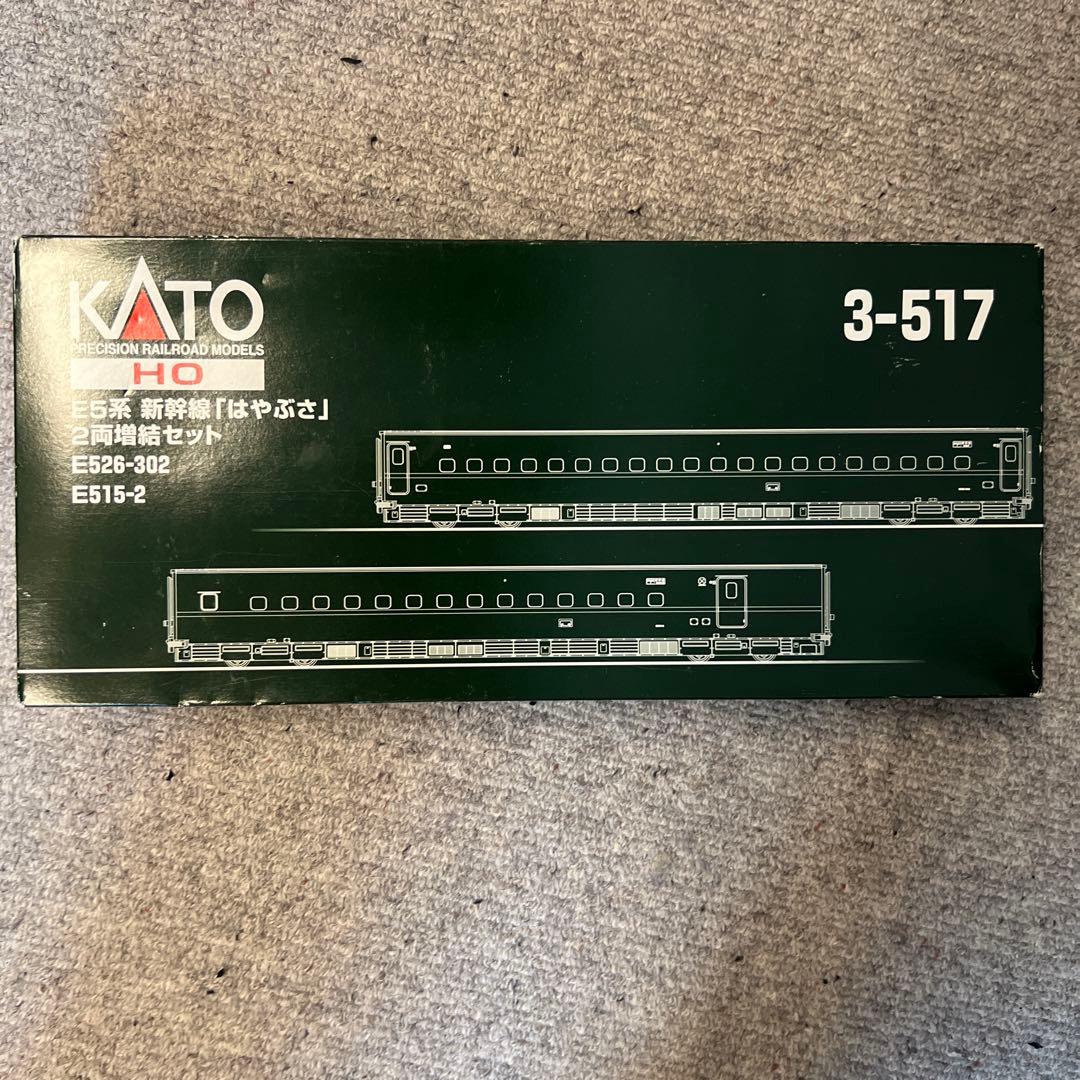 KATO
PRECISION RAILROAD MODELS
HO
3-517
E5系 新幹線「はやぶさ」
2両増結セット
E526-302
E515-2